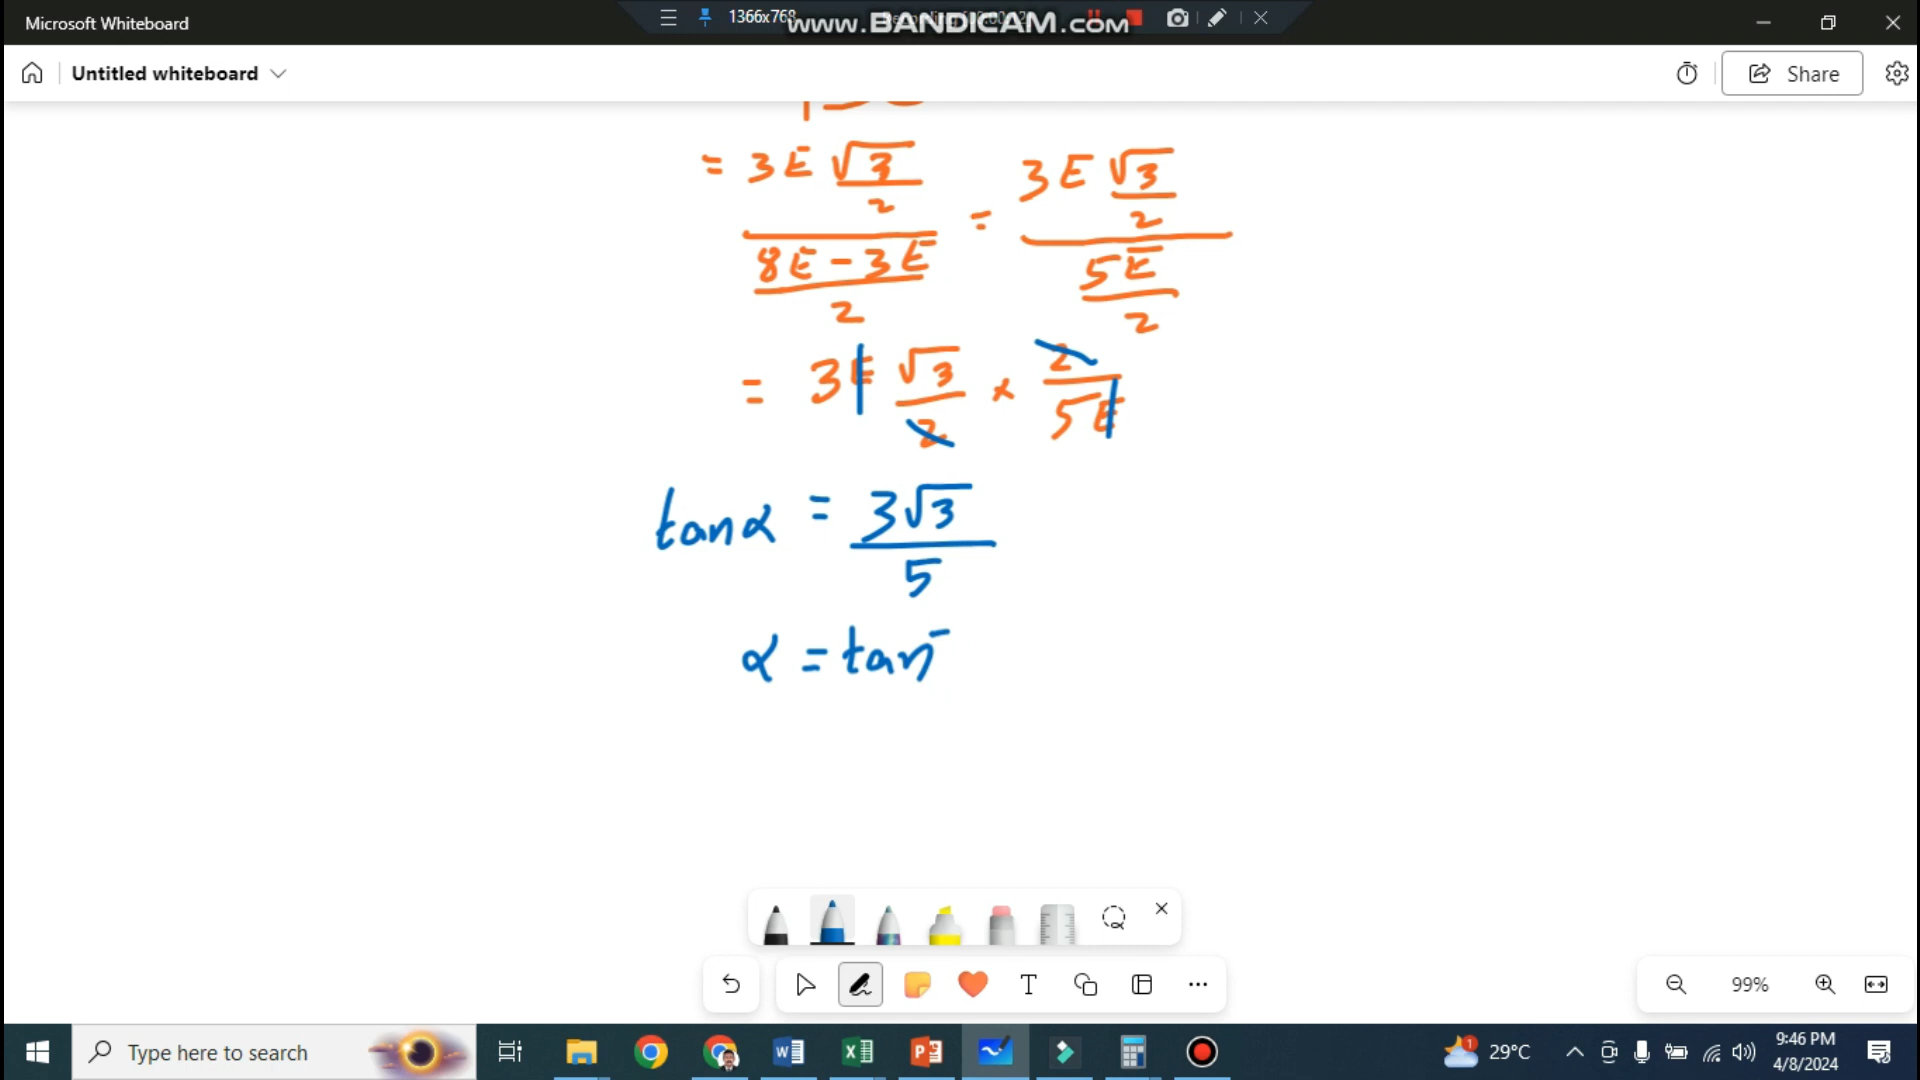 Microsoft Whiteboard
1366x768
www.BANDICAM.com
Untitled whiteboard
Share
= 3E √3/2 / (8E - 3E)/2 = 3E √3/2 / 5E/2
= 3E √3/2 × 2/5E
tanα = 3√3/5
α = tan⁻
99%
Type here to search
29°C
9:46 PM
4/8/2024